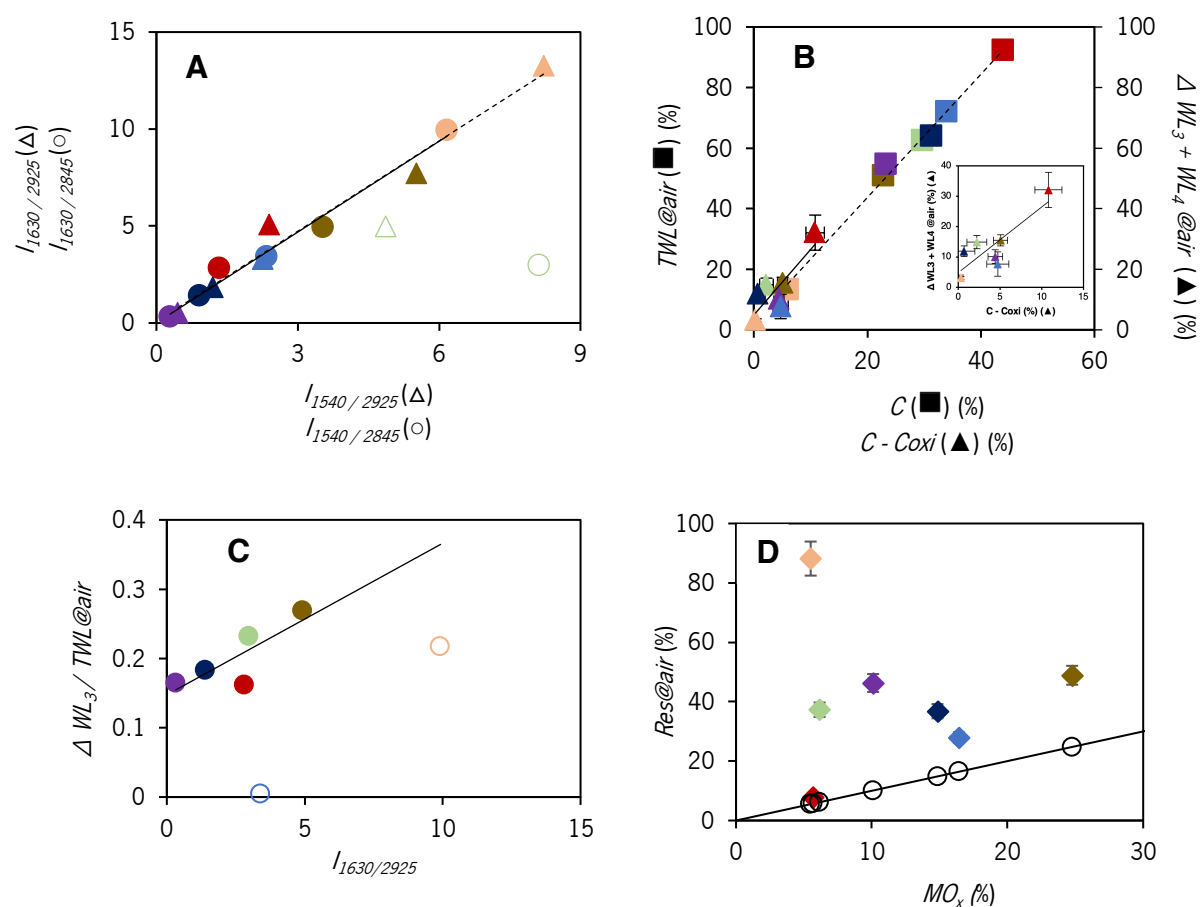 A
15
10
5
0
0
3
6
9
I1630 / 2925 (△)
I1630 / 2845 (○)
I1540 / 2925 (△)
I1540 / 2845 (○)
B
100
80
60
40
20
0
0
20
40
60
100
80
60
40
20
0
TWL@air (■) (%)
Δ WL3 + WL4 @air (▲) (%)
C (■) (%)
C - Coxi (▲) (%)
40
30
20
10
0
0
5
10
15
Δ WL3 + WL4 @air (%) (▲)
C - Coxi (%) (▲)
C
0.4
0.3
0.2
0.1
0
0
5
10
15
Δ WL3 / TWL@air
I1630/2925
D
100
80
60
40
20
0
0
10
20
30
Res@air (%)
MOx (%)